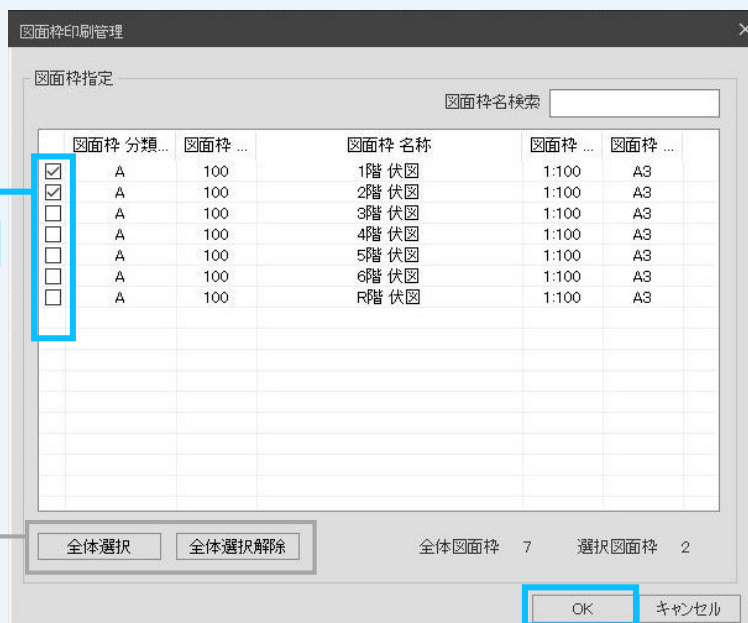 図面枠印刷管理 ×
図面枠指定
図面枠名検索
図面枠 分類... 図面枠 ... 図面枠 名称 図面枠 ... 図面枠 ...
A 100 1階 伏図 1:100 A3
A 100 2階 伏図 1:100 A3
A 100 3階 伏図 1:100 A3
A 100 4階 伏図 1:100 A3
A 100 5階 伏図 1:100 A3
A 100 6階 伏図 1:100 A3
A 100 R階 伏図 1:100 A3
全体選択 全体選択解除 全体図面枠 7 選択図面枠 2
OK キャンセル